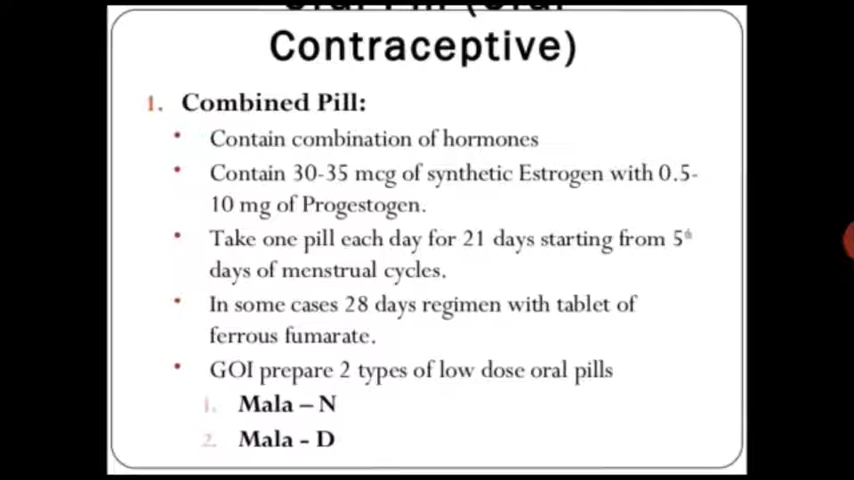 Oral Pill (Oral
Contraceptive)
1. Combined Pill:
• Contain combination of hormones
• Contain 30-35 mcg of synthetic Estrogen with 0.5-
10 mg of Progestogen.
• Take one pill each day for 21 days starting from 5th
days of menstrual cycles.
• In some cases 28 days regimen with tablet of
ferrous fumarate.
• GOI prepare 2 types of low dose oral pills
1. Mala – N
2. Mala - D